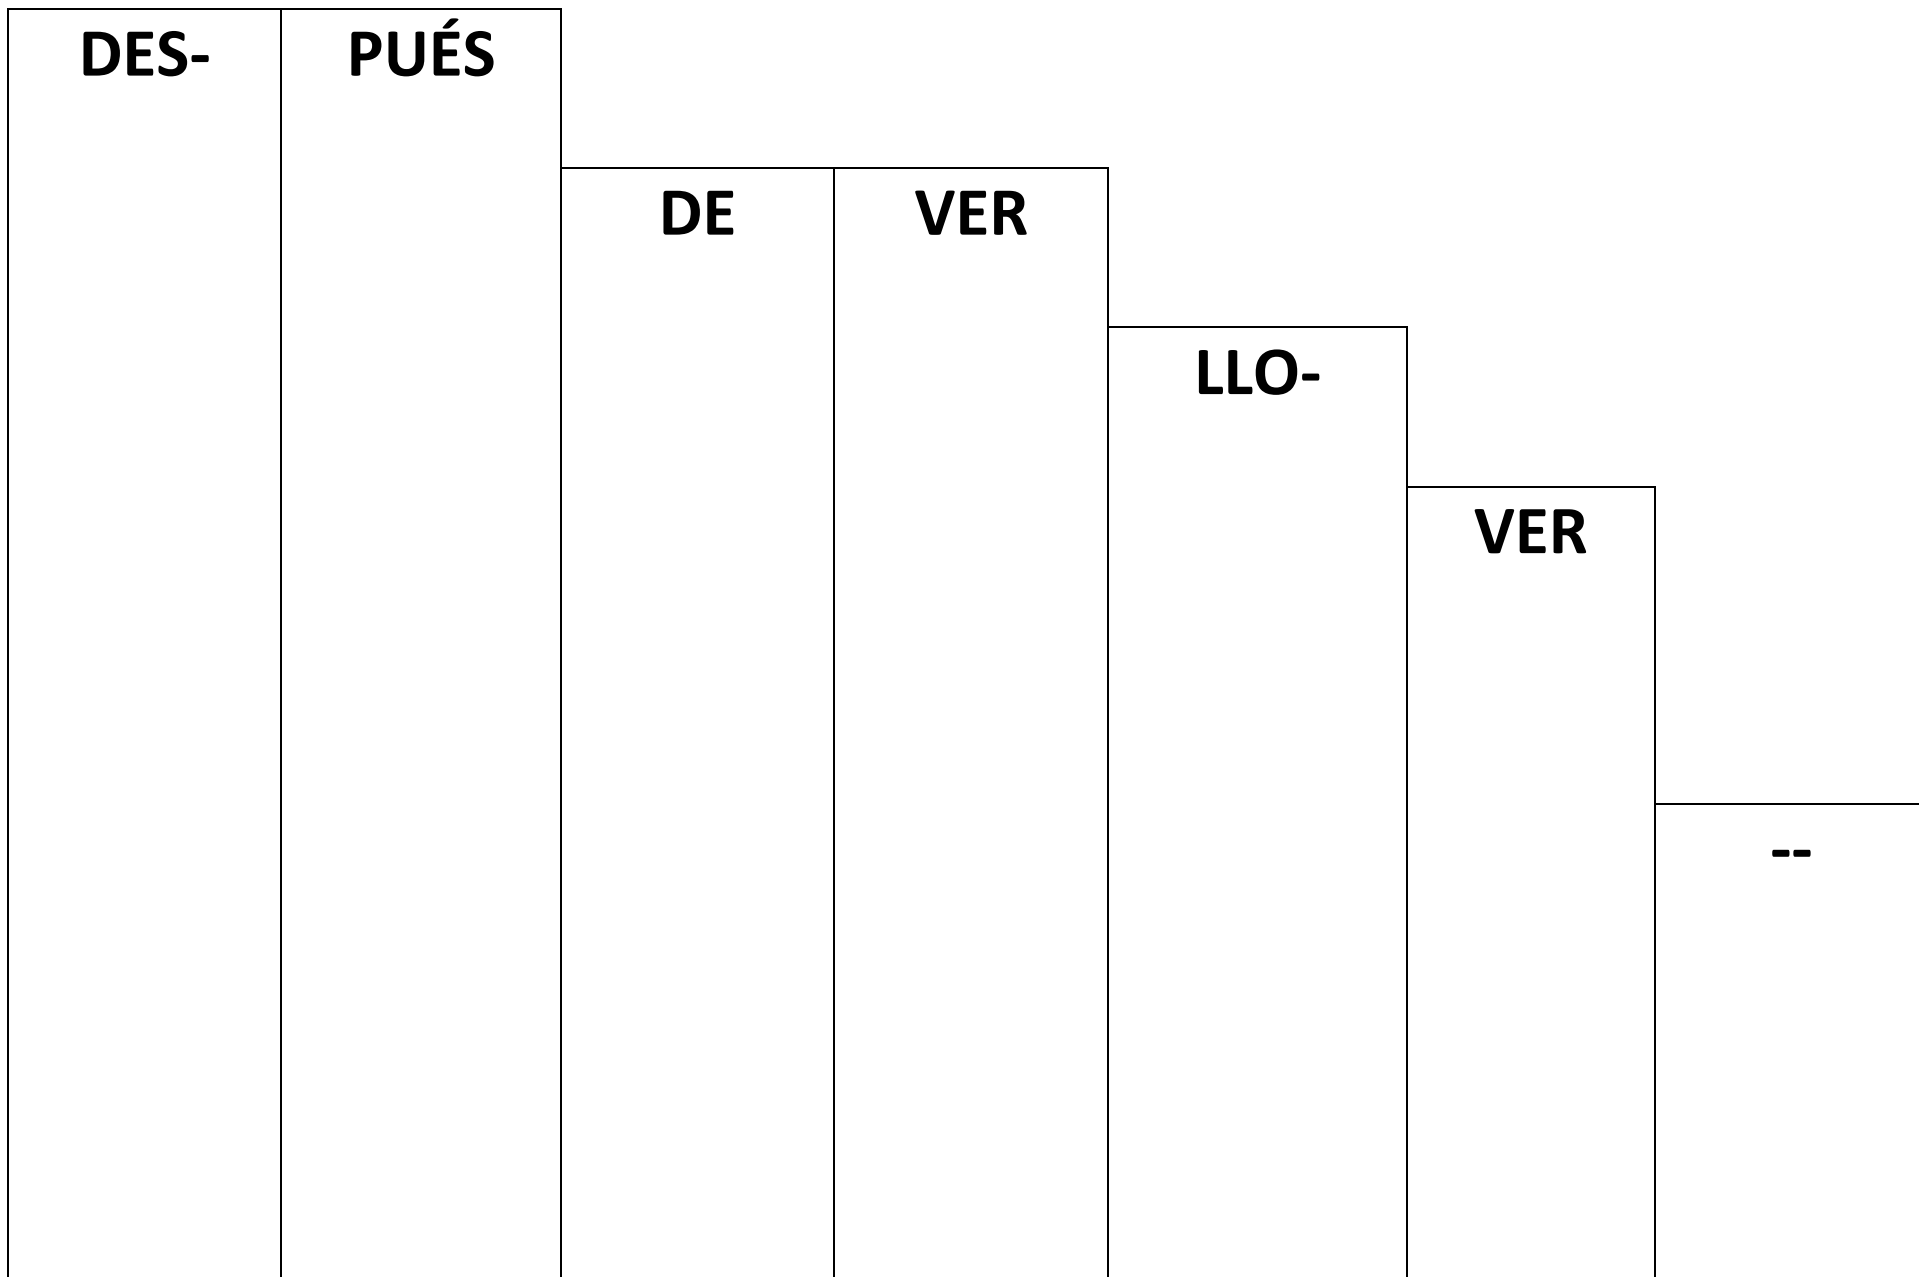 DES- PUÉS
DE VER
LLO-
VER
--